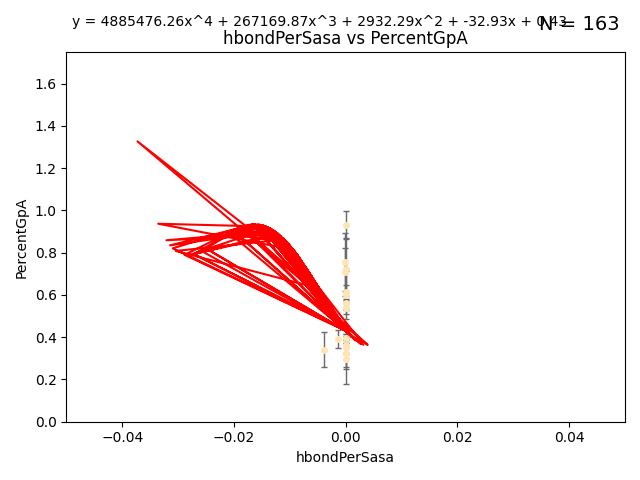 y = 4885476.26x^4 + 267169.87x^3 + 2932.29x^2 + -32.93x + 0.43
N = 163
hbondPerSasa vs PercentGpA
1.6
1.4
1.2
1.0
0.8
0.6
0.4
0.2
0.0
PercentGpA
−0.04 −0.02 0.00 0.02 0.04
hbondPerSasa